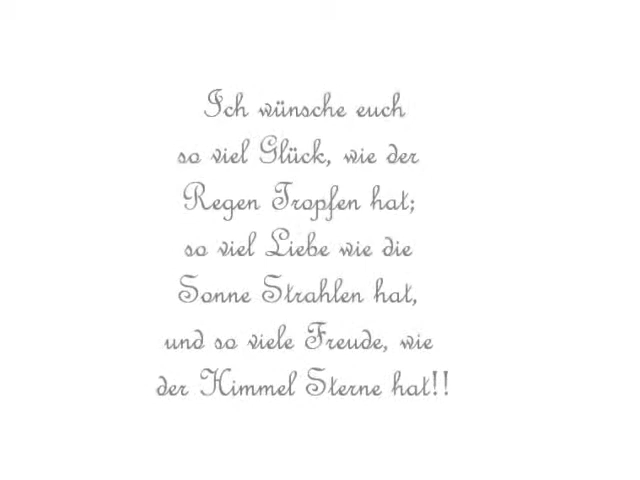 Ich wünsche euch
so viel Glück, wie der
Regen Tropfen hat;
so viel Liebe wie die
Sonne Strahlen hat,
und so viele Freude, wie
der Himmel Sterne hat!!